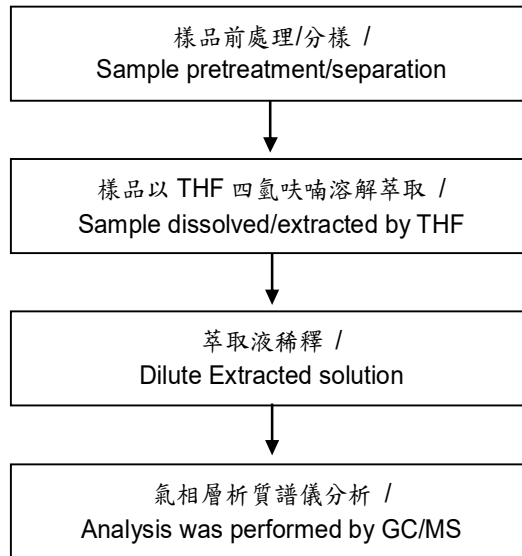 樣品前處理/分樣 /
Sample pretreatment/separation
樣品以 THF 四氫呋喃溶解萃取 /
Sample dissolved/extracted by THF
萃取液稀釋 /
Dilute Extracted solution
氣相層析質譜儀分析 /
Analysis was performed by GC/MS